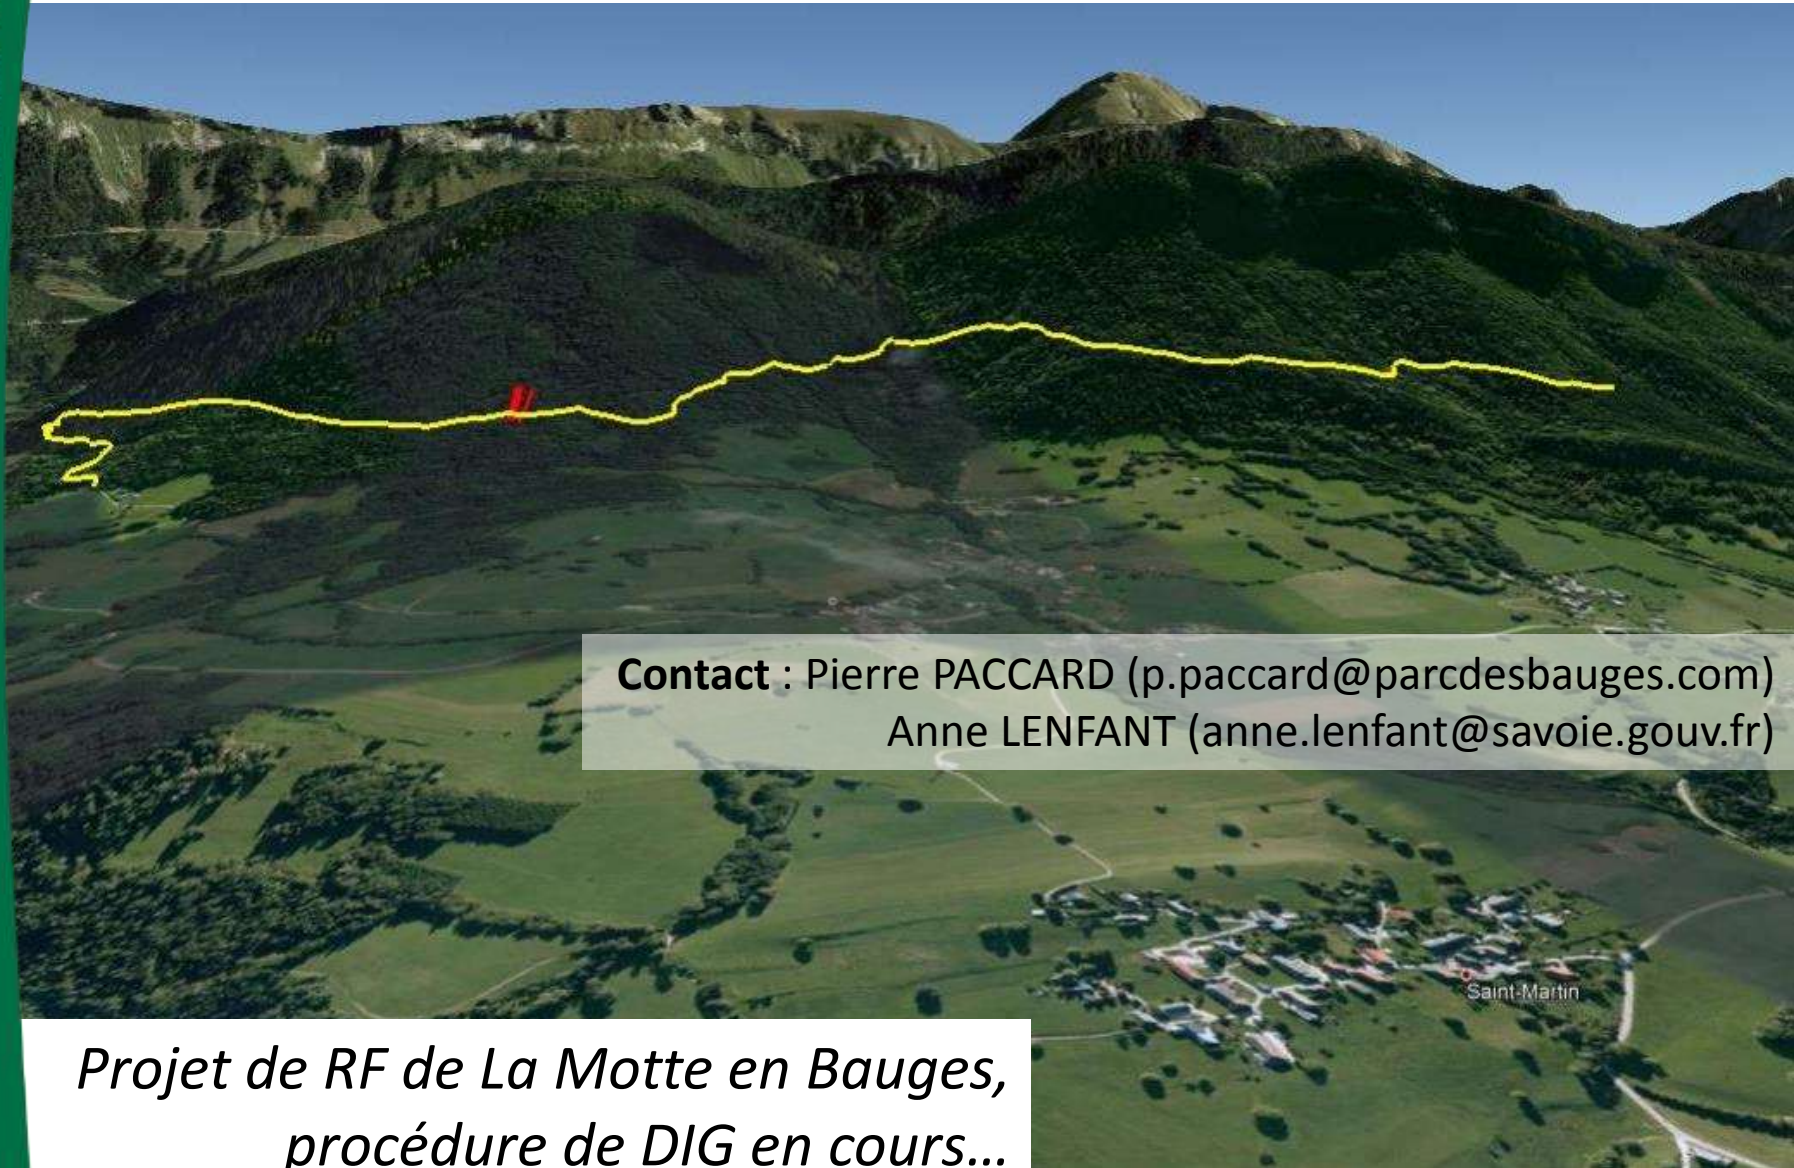 Contact : Pierre PACCARD (p.paccard@parcdesbauges.com)
Anne LENFANT (anne.lenfant@savoie.gouv.fr)
Saint-Martin
Projet de RF de La Motte en Bauges,
procédure de DIG en cours...